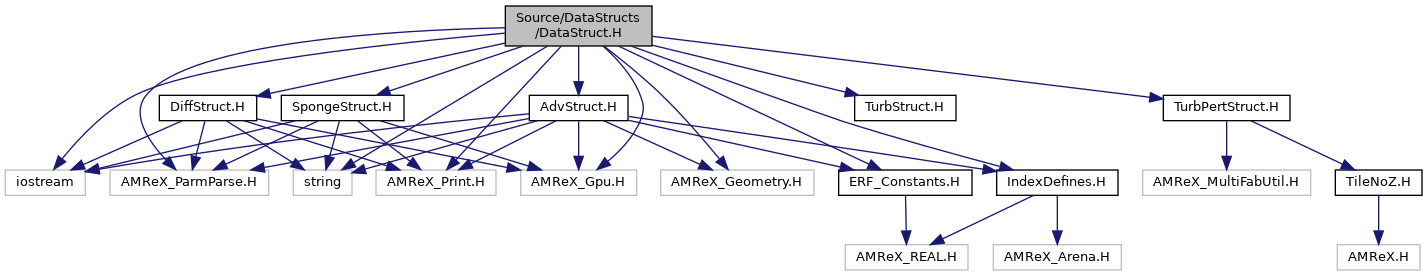 Source/DataStructs
/DataStruct.H
DiffStruct.H
SpongeStruct.H
AdvStruct.H
TurbStruct.H
TurbPertStruct.H
iostream
AMReX_ParmParse.H
string
AMReX_Print.H
AMReX_Gpu.H
AMReX_Geometry.H
ERF_Constants.H
IndexDefines.H
AMReX_MultiFabUtil.H
TileNoZ.H
AMReX_REAL.H
AMReX_Arena.H
AMReX.H